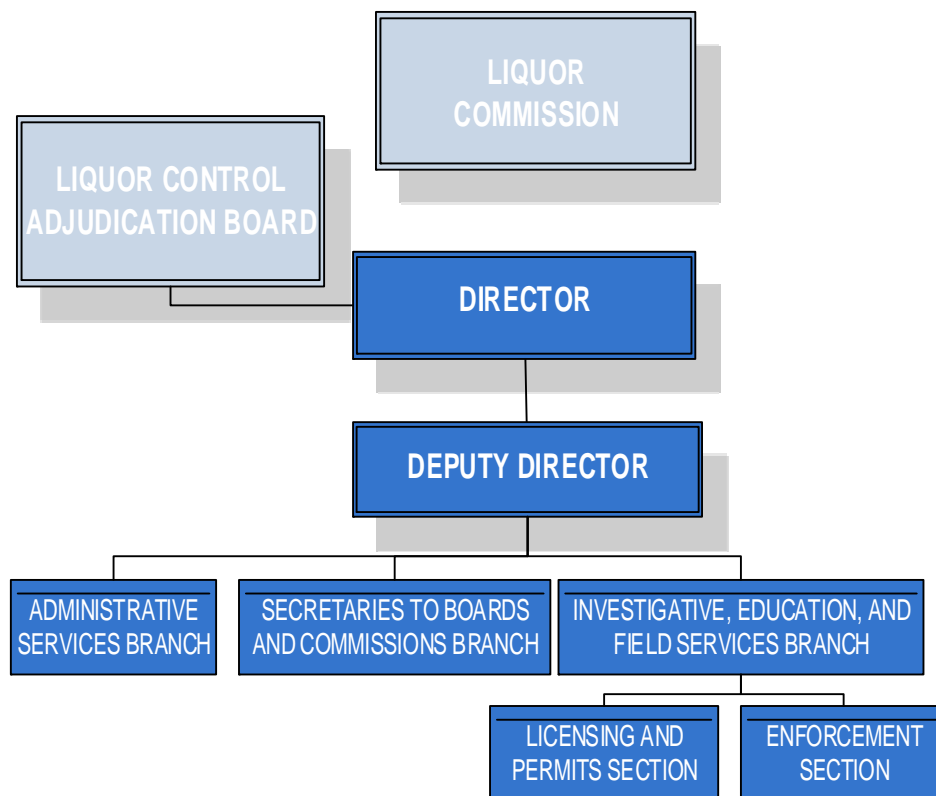 LIQUOR
COMMISSION
LIQUOR CONTROL
ADJUDICATION BOARD
DIRECTOR
DEPUTY DIRECTOR
ADMINISTRATIVE
SERVICES BRANCH
SECRETARIES TO BOARDS
AND COMMISSIONS BRANCH
INVESTIGATIVE, EDUCATION, AND
FIELD SERVICES BRANCH
LICENSING AND
PERMITS SECTION
ENFORCEMENT
SECTION